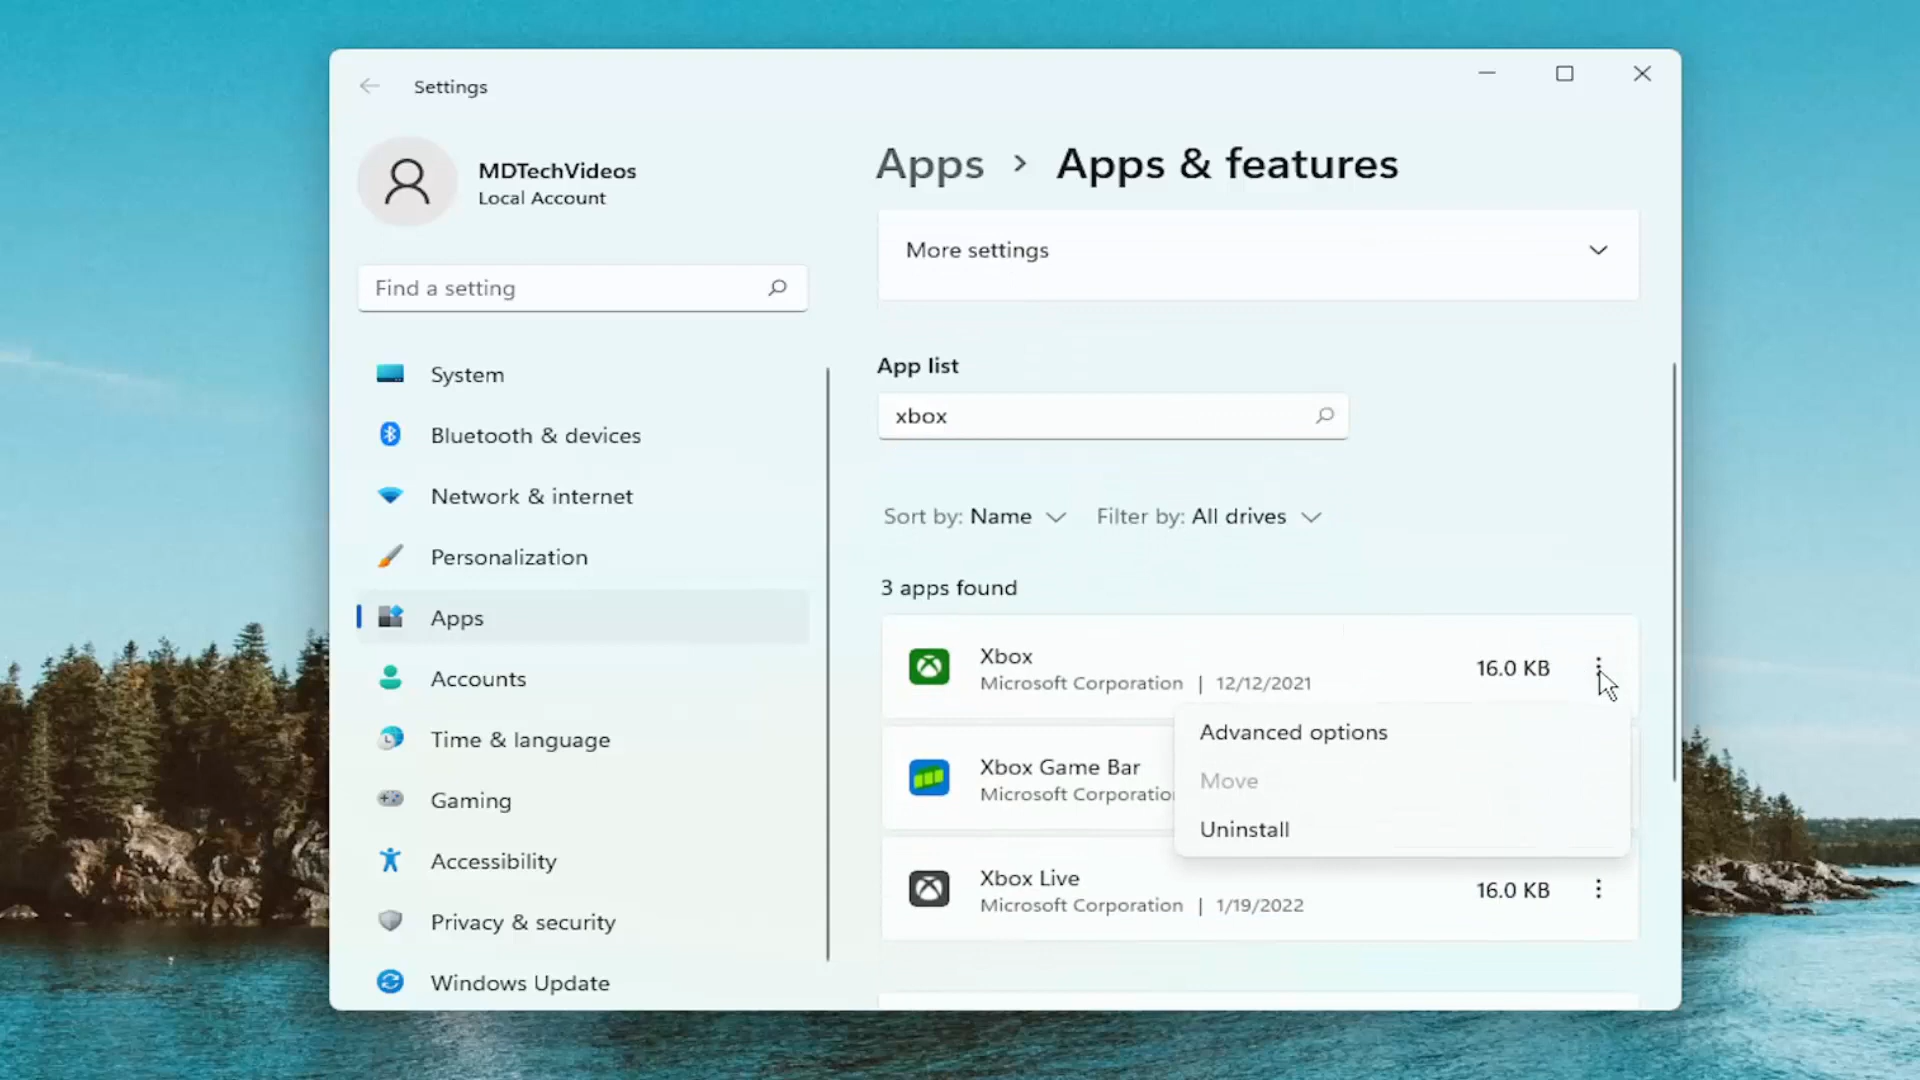 Settings
MDTechVideos
Local Account
Find a setting
System
Bluetooth & devices
Network & internet
Personalization
Apps
Accounts
Time & language
Gaming
Accessibility
Privacy & security
Windows Update
Apps > Apps & features
More settings
App list
xbox
Sort by: Name Filter by: All drives
3 apps found
Xbox
Microsoft Corporation | 12/12/2021
16.0 KB
Advanced options
Move
Uninstall
Xbox Game Bar
Microsoft Corporatio
Xbox Live
Microsoft Corporation | 1/19/2022
16.0 KB